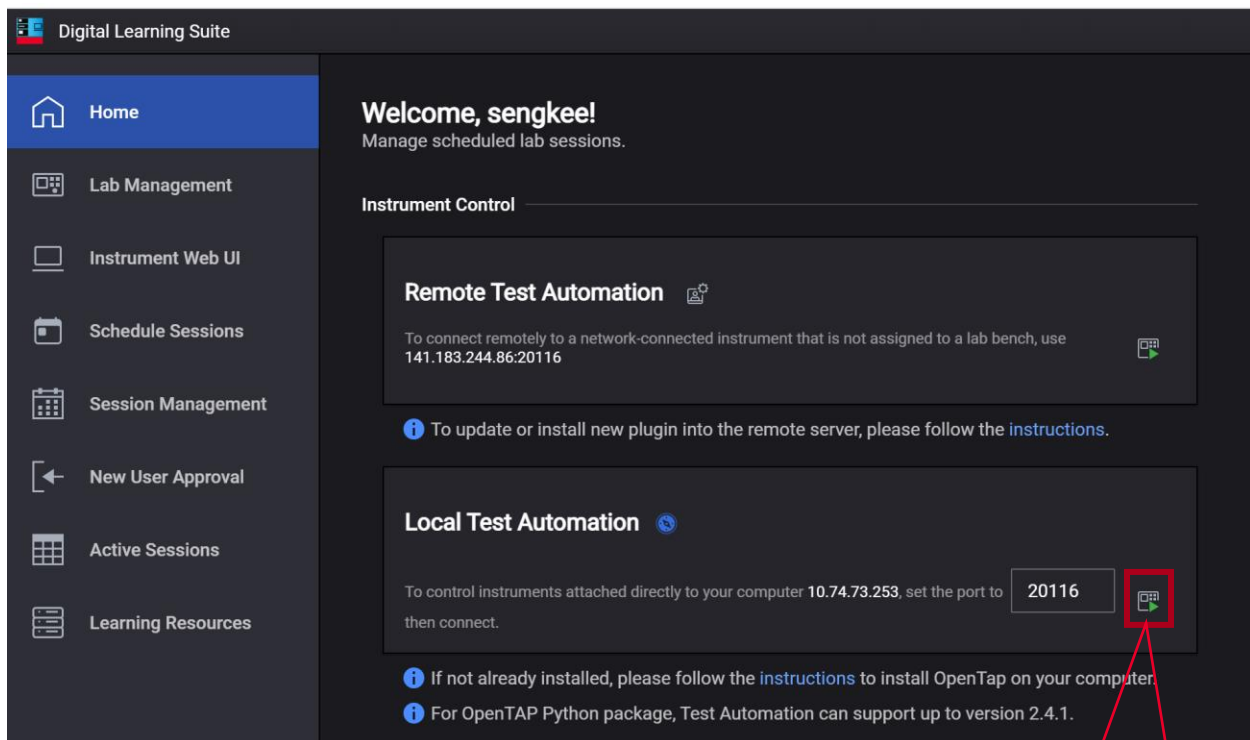 Digital Learning Suite
Home
Lab Management
Instrument Web UI
Schedule Sessions
Session Management
New User Approval
Active Sessions
Learning Resources
Welcome, sengkee!
Manage scheduled lab sessions.
Instrument Control
Remote Test Automation
To connect remotely to a network-connected instrument that is not assigned to a lab bench, use
141.183.244.86:20116
To update or install new plugin into the remote server, please follow the instructions.
Local Test Automation
To control instruments attached directly to your computer 10.74.73.253, set the port to 20116
then connect.
If not already installed, please follow the instructions to install OpenTap on your computer.
For OpenTAP Python package, Test Automation can support up to version 2.4.1.